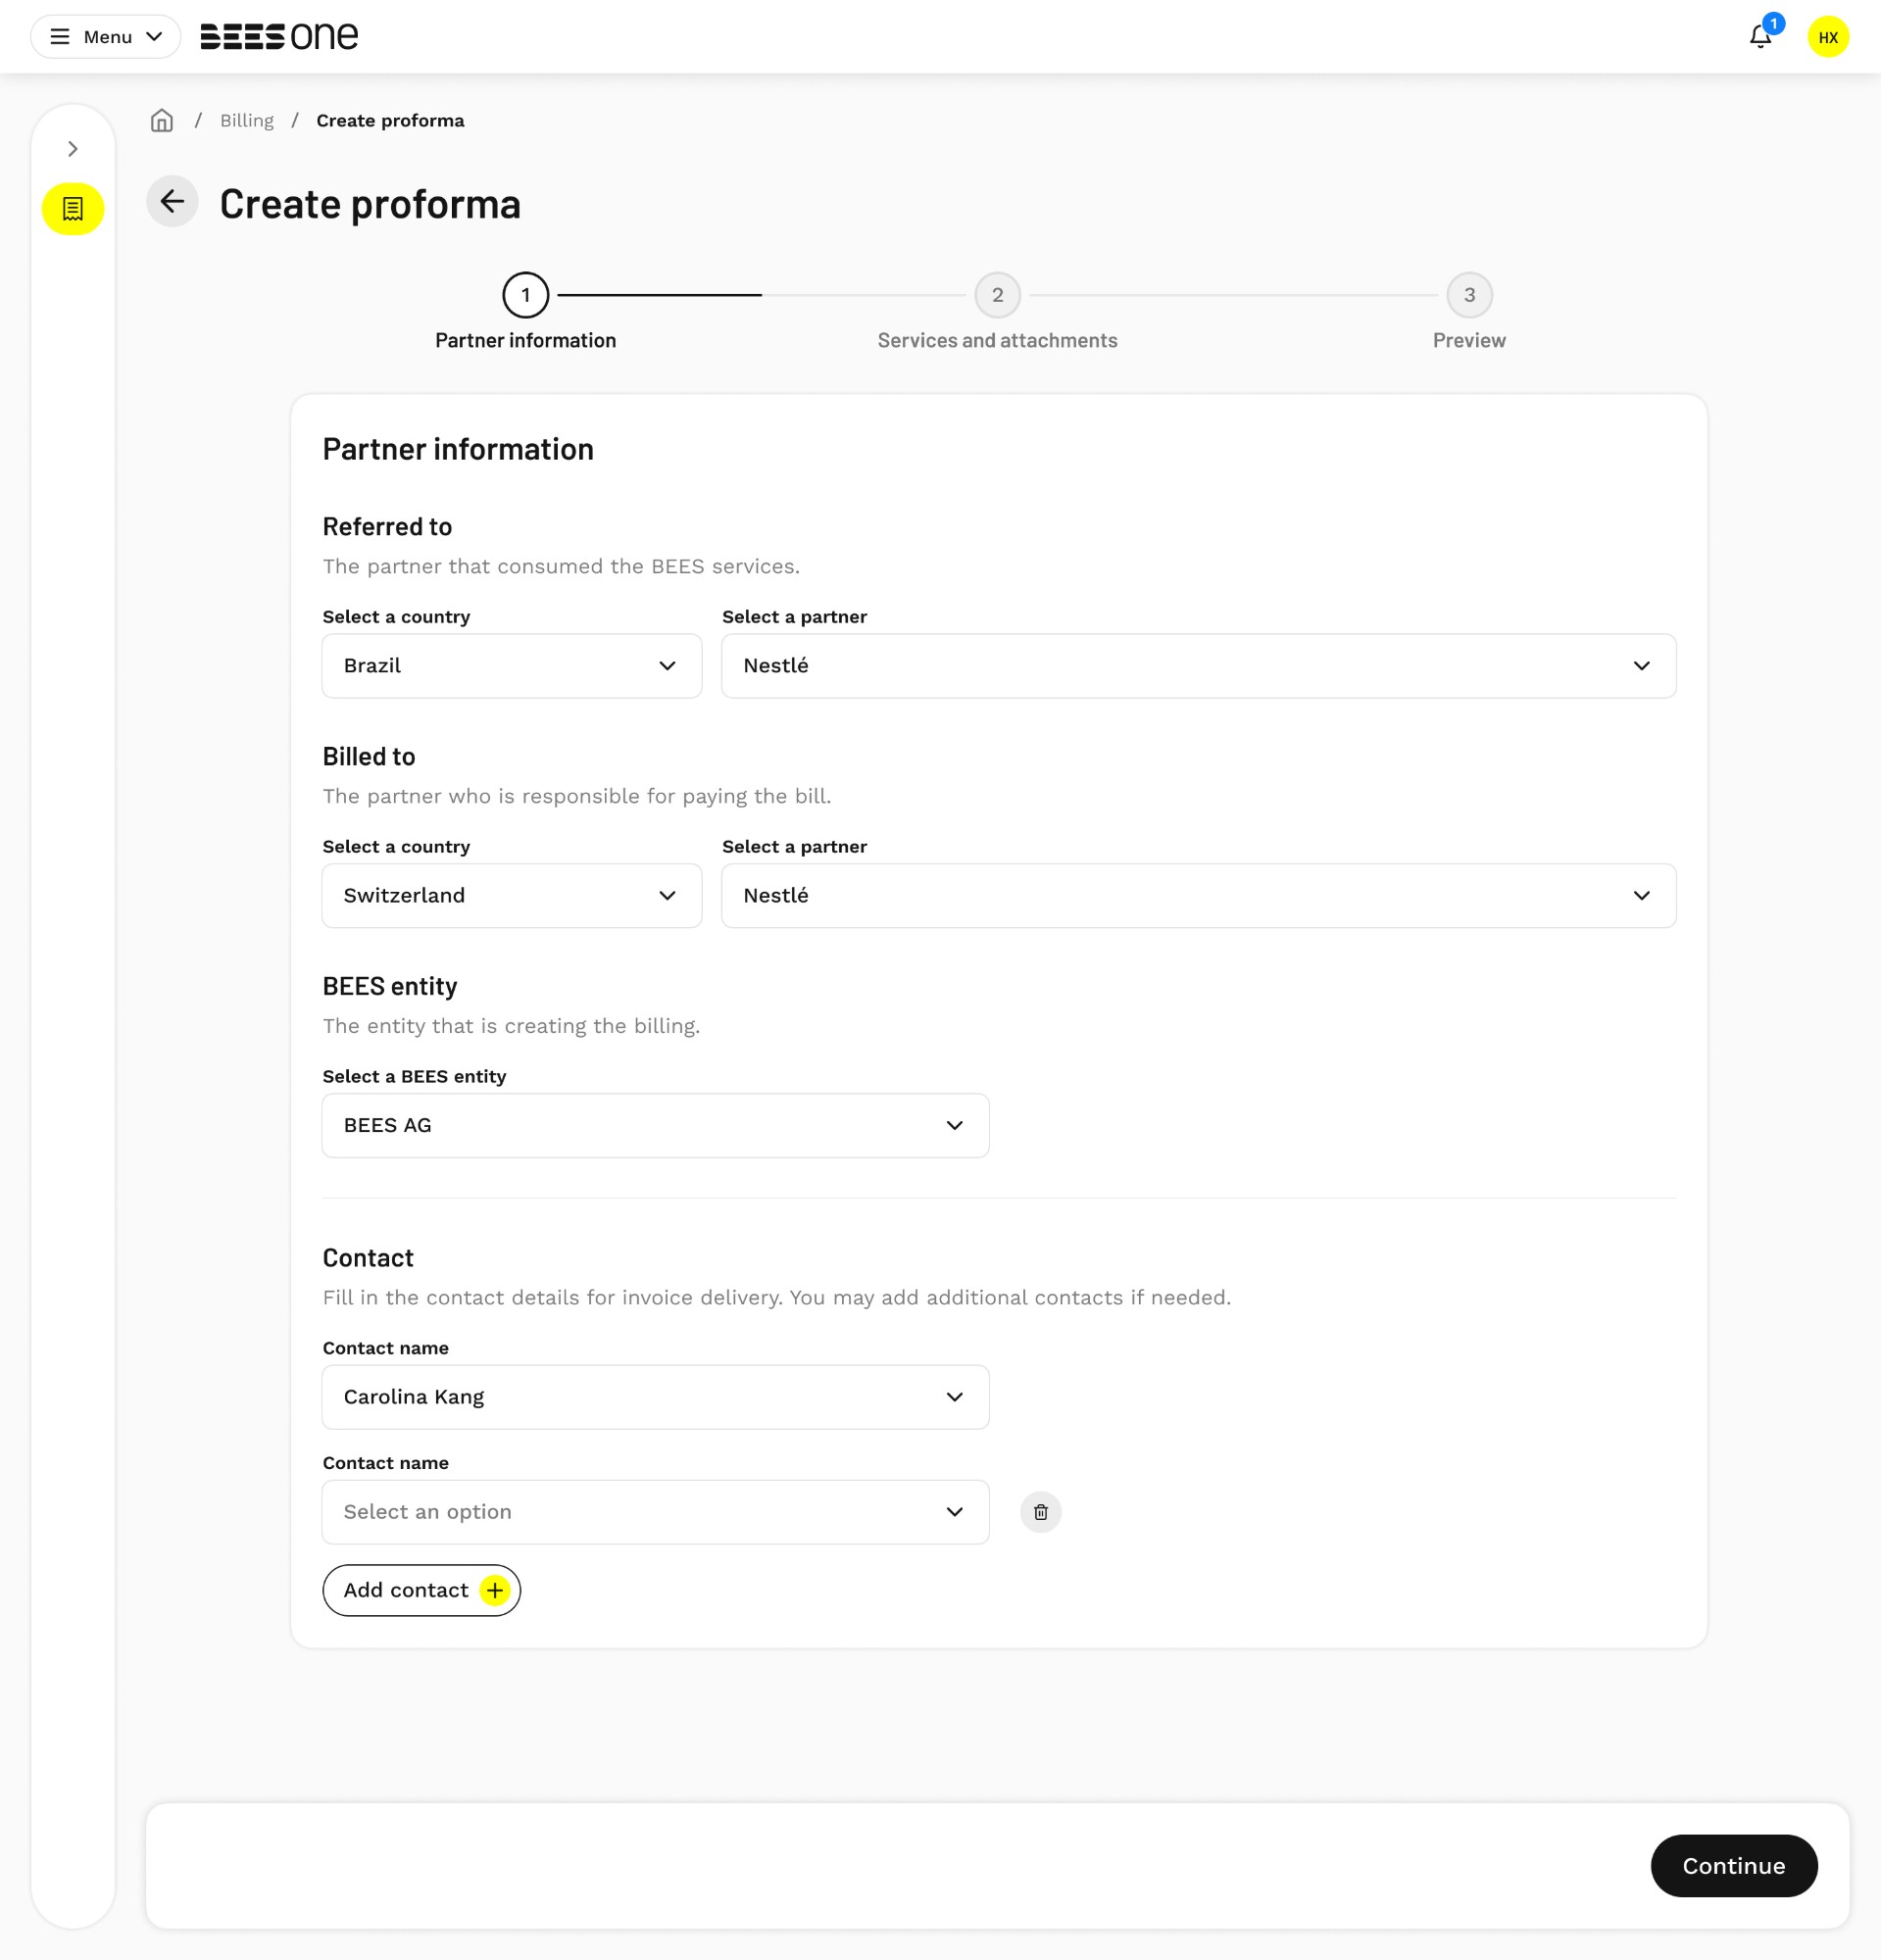 Menu
BEES one
1
HX
/ Billing / Create proforma
Create proforma
1
2
3
Partner information
Services and attachments
Preview
Partner information
Referred to
The partner that consumed the BEES services.
Select a country
Select a partner
Brazil
Nestlé
Billed to
The partner who is responsible for paying the bill.
Select a country
Select a partner
Switzerland
Nestlé
BEES entity
The entity that is creating the billing.
Select a BEES entity
BEES AG
Contact
Fill in the contact details for invoice delivery. You may add additional contacts if needed.
Contact name
Carolina Kang
Contact name
Select an option
Add contact
Continue